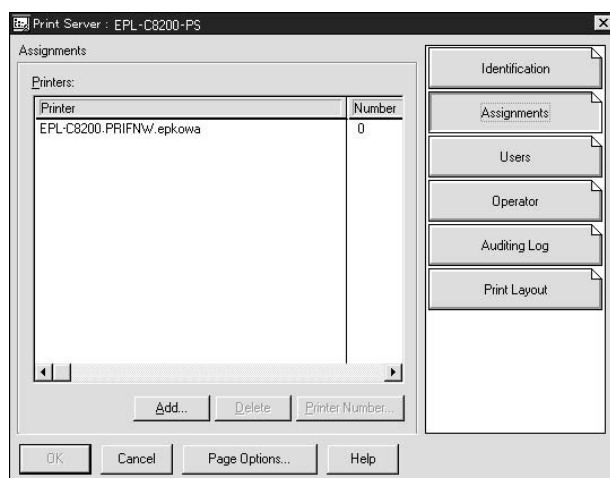 Print Server : EPL-C8200-PS
Assignments
Printers:
Printer Number
EPL-C8200.PRIFNW.epkowa 0
Add... Delete Printer Number...
OK Cancel Page Options... Help
Identification
Assignments
Users
Operator
Auditing Log
Print Layout